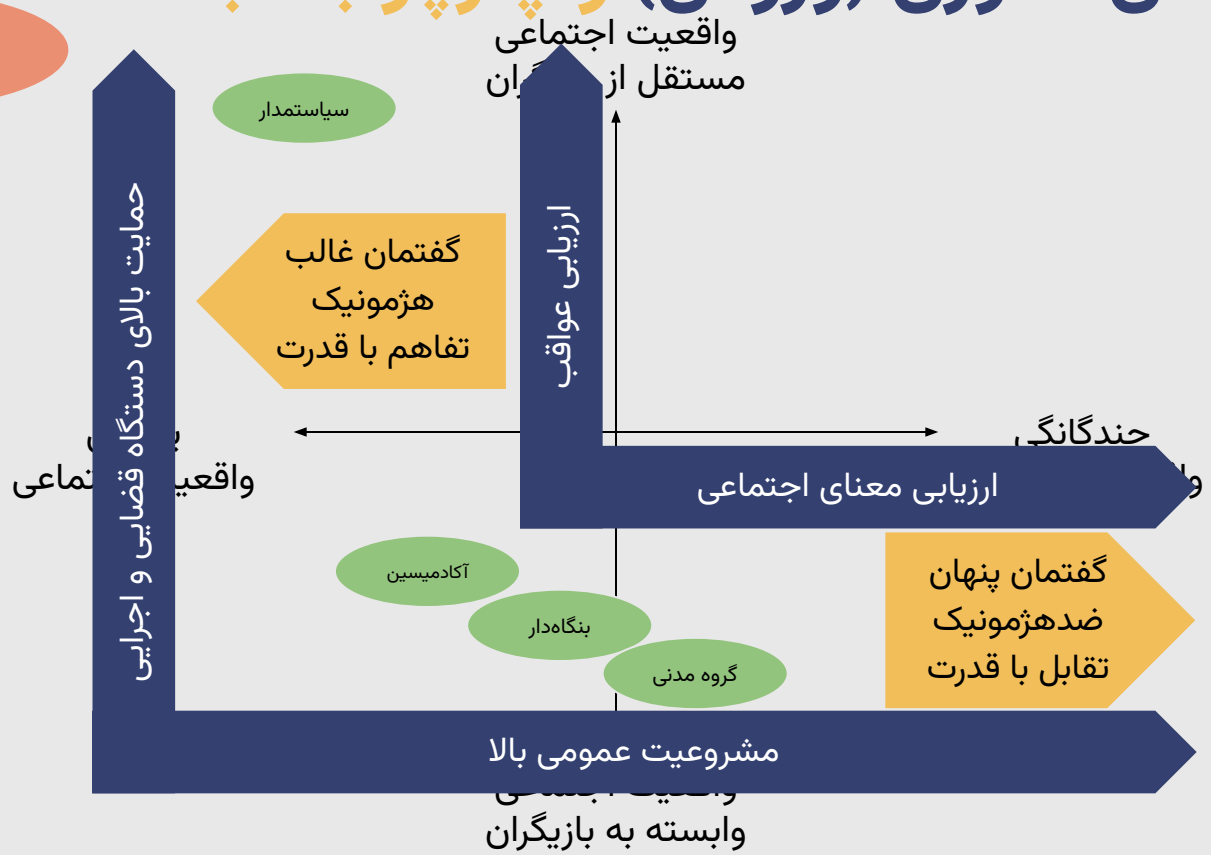 واقعیت اجتماعی
مستقل از
سیاستمدار
حمایت بالای دستگاه قضایی و اجرایی
ارزیابی عواقب
گفتمان غالب
هژمونیک
تفاهم با قدرت
چندگانگی
ارزیابی معنای اجتماعی
آکادمیسین
بنگاه‌دار
گروه مدنی
گفتمان پنهان
ضدهژمونیک
تقابل با قدرت
مشروعیت عمومی بالا
واقعیت اجتماعی
وابسته به بازیگران